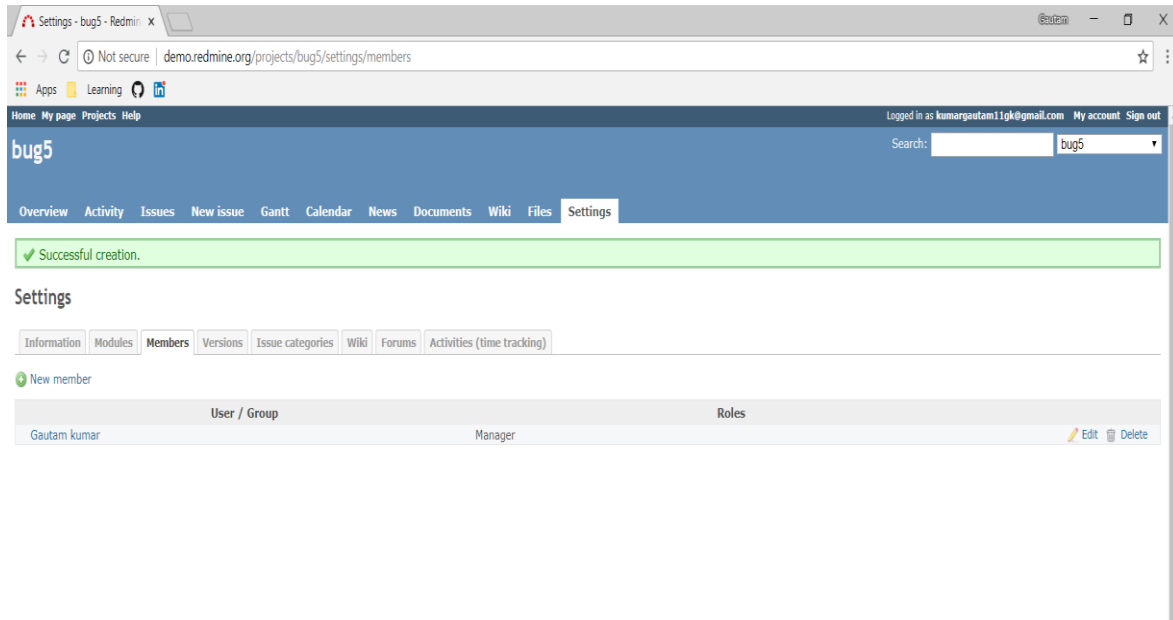 Settings - bug5 - Redmin x Gautam
Not secure | demo.redmine.org/projects/bug5/settings/members
Apps Learning in
Home My page Projects Help Logged in as kumargautam11gk@gmail.com My account Sign out
bug5 Search: bug5
Overview Activity Issues New issue Gantt Calendar News Documents Wiki Files Settings
Successful creation.
Settings
Information Modules Members Versions Issue categories Wiki Forums Activities (time tracking)
New member
User / Group Roles
Gautam kumar Manager Edit Delete